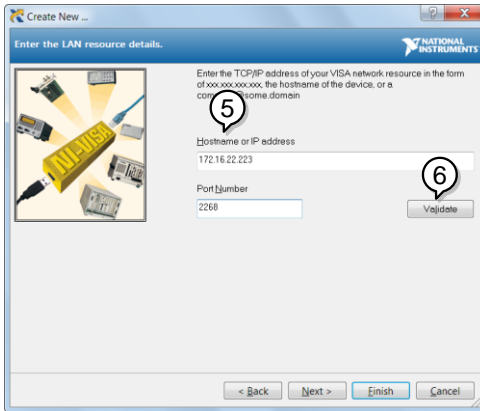 Create New ...
Enter the LAN resource details.
NATIONAL
INSTRUMENTS
NI-VISA
Enter the TCP/IP address of your VISA network resource in the form
of xxx.xxx.xxx.xxx, the hostname of the device, or a
@some.domain
5
Hostname or IP address
172.16.22.223
6
Port Number
2268
Validate
< Back
Next >
Finish
Cancel